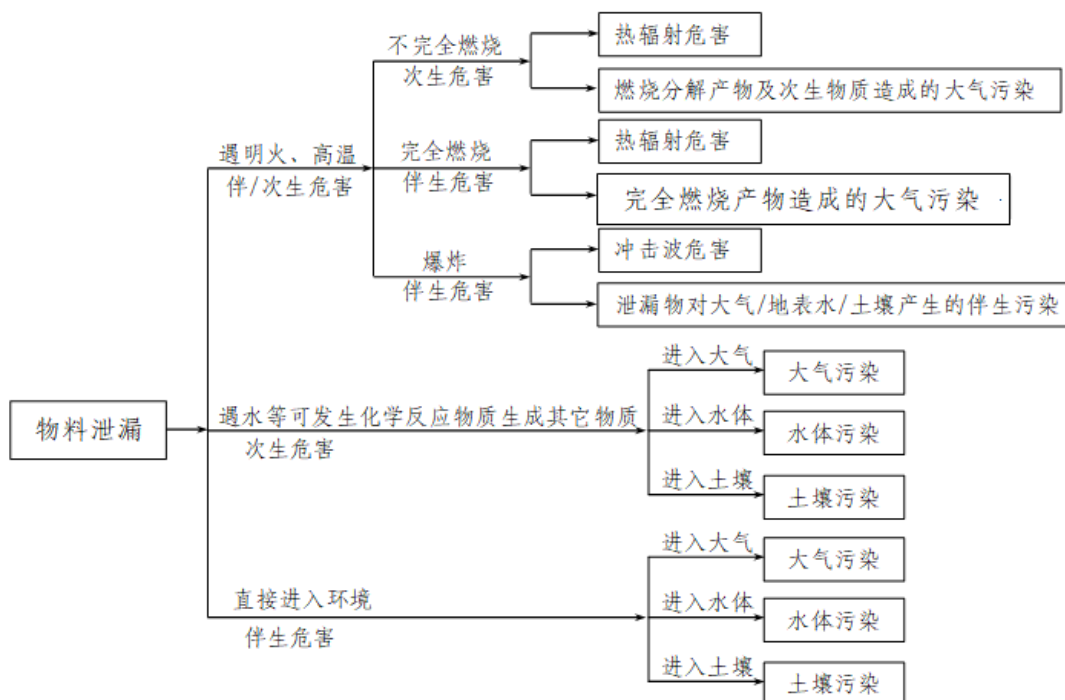 不完全燃烧
次生危害
热辐射危害
燃烧分解产物及次生物质造成的大气污染
遇明火、高温
伴/次生危害
完全燃烧
伴生危害
热辐射危害
完全燃烧产物造成的大气污染
爆炸
伴生危害
冲击波危害
泄漏物对大气/地表水/土壤产生的伴生污染
物料泄漏
遇水等可发生化学反应物质生成其它物质
次生危害
进入大气
大气污染
进入水体
水体污染
进入土壤
土壤污染
直接进入环境
伴生危害
进入大气
大气污染
进入水体
水体污染
进入土壤
土壤污染